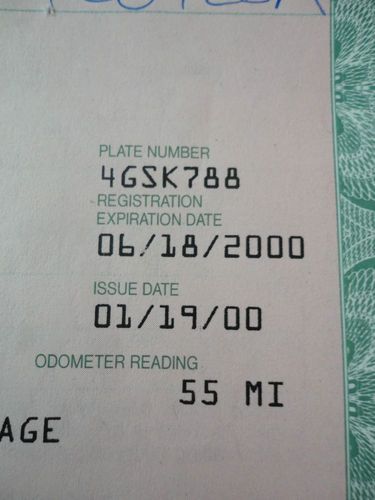 PLATE NUMBER
4GSK788
REGISTRATION
EXPIRATION DATE
06/18/2000
ISSUE DATE
01/19/00
ODOMETER READING
55 MI
AGE